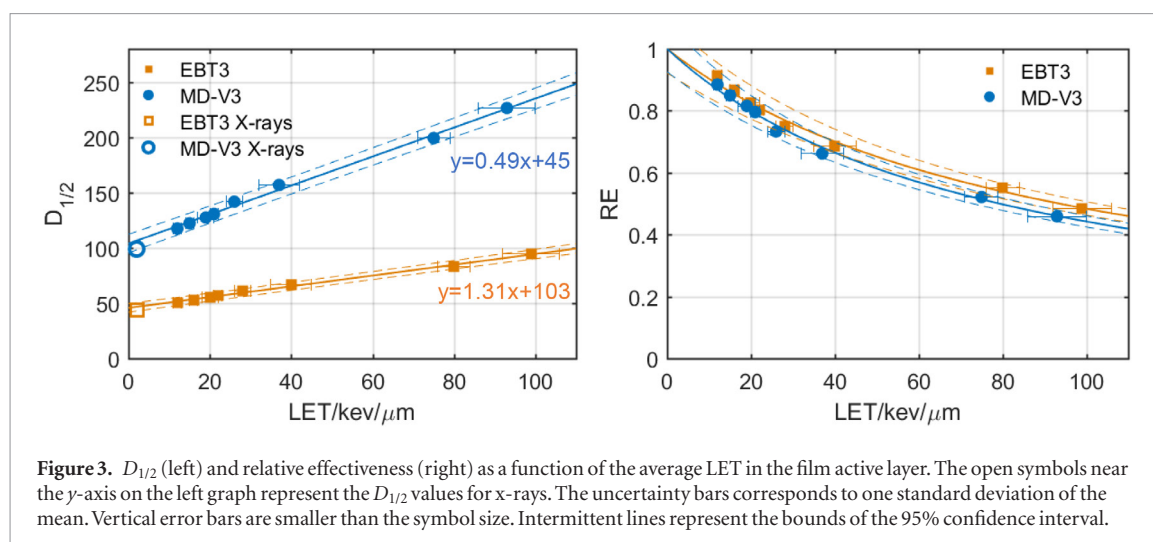 EBT3
MD-V3
EBT3 X-rays
MD-V3 X-rays
250
200
150
100
50
0
D1/2
y=0.49x+45
y=1.31x+103
0 20 40 60 80 100
LET/kev/μm
EBT3
MD-V3
1
0.8
0.6
0.4
0.2
0
RE
0 20 40 60 80 100
LET/kev/μm
Figure 3. D1/2 (left) and relative effectiveness (right) as a function of the average LET in the film active layer. The open symbols near
the y-axis on the left graph represent the D1/2 values for x-rays. The uncertainty bars corresponds to one standard deviation of the
mean. Vertical error bars are smaller than the symbol size. Intermittent lines represent the bounds of the 95% confidence interval.